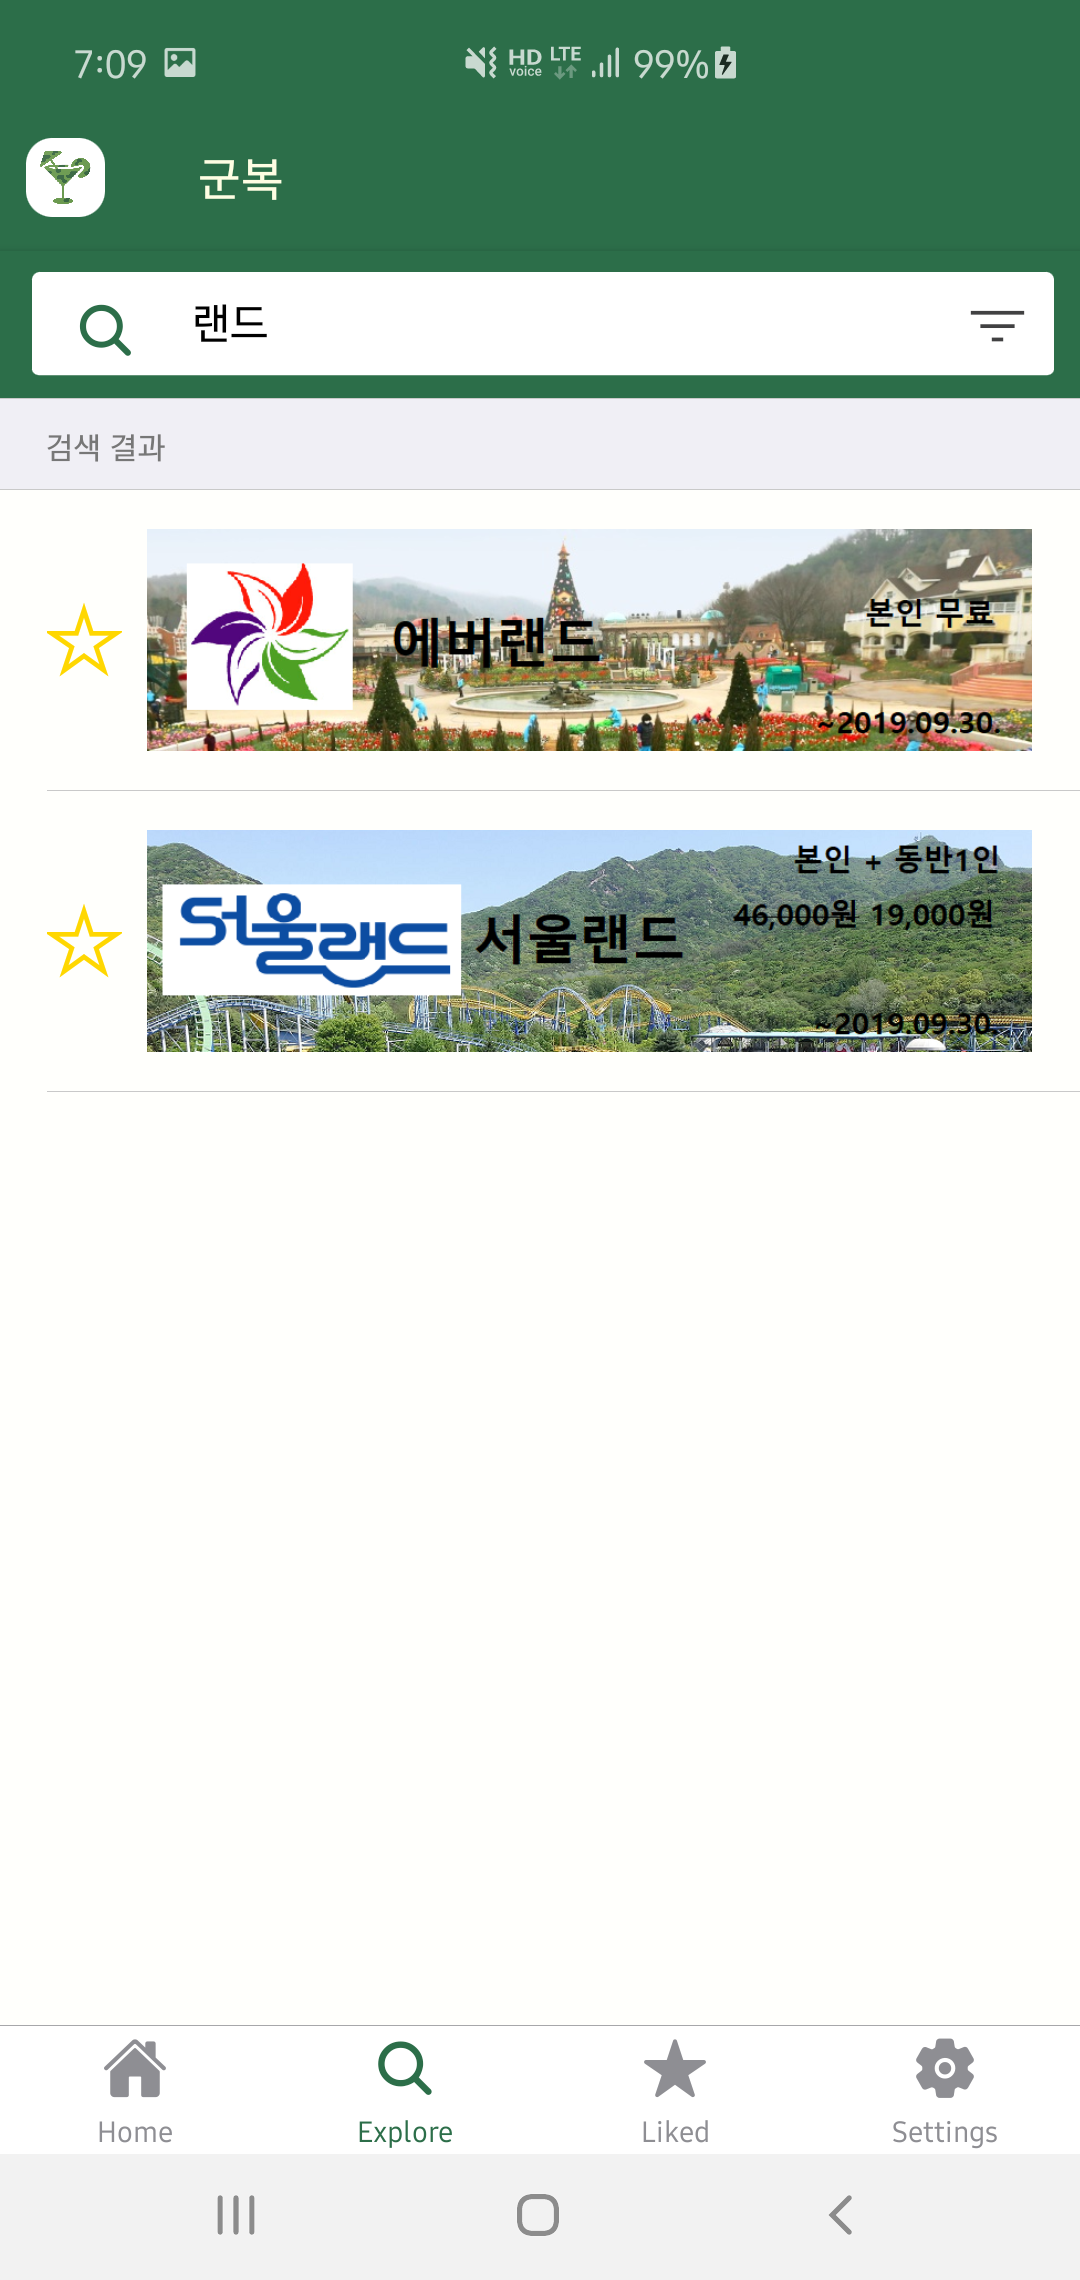 7:09 HD voice LTE 99%
군복
랜드
검색 결과
에버랜드
본인 무료
~2019.09.30.
서울랜드
서울랜드
본인 + 동반1인
46,000원 19,000원
~2019.09.30.
Home Explore Liked Settings